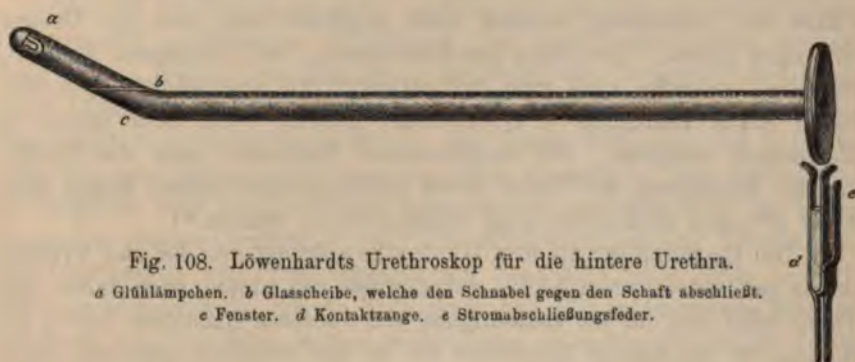 a
b
c
e
d
Fig. 108. Löwenhardts Urethroskop für die hintere Urethra.
a Glühlämpchen. b Glasscheibe, welche den Schnabel gegen den Schaft abschließt.
c Fenster. d Kontaktzange. e Stromabschließungsfeder.